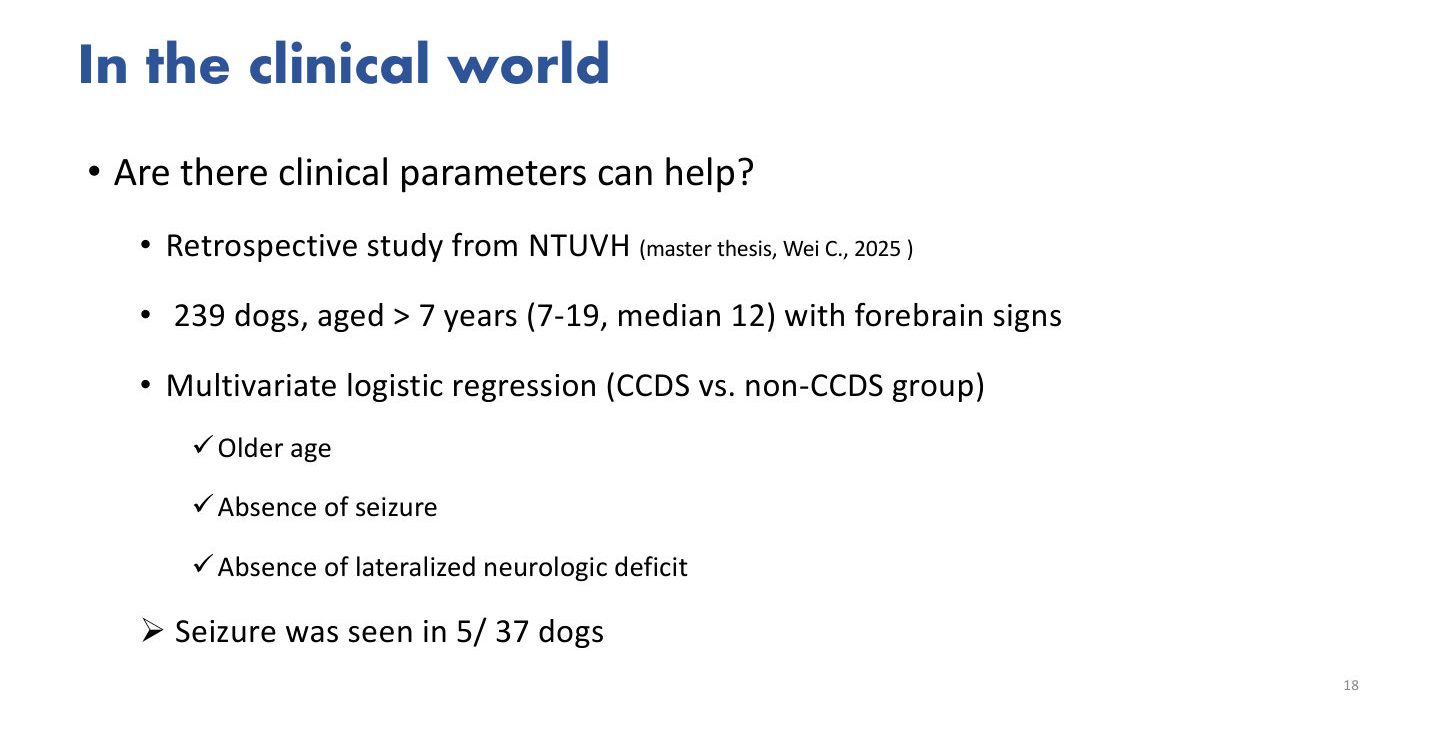 In the clinical world
• Are there clinical parameters can help?
• Retrospective study from NTUVH (master thesis, Wei C., 2025 )
• 239 dogs, aged > 7 years (7-19, median 12) with forebrain signs
• Multivariate logistic regression (CCDS vs. non-CCDS group)
✓ Older age
✓ Absence of seizure
✓ Absence of lateralized neurologic deficit
➢ Seizure was seen in 5/ 37 dogs
18